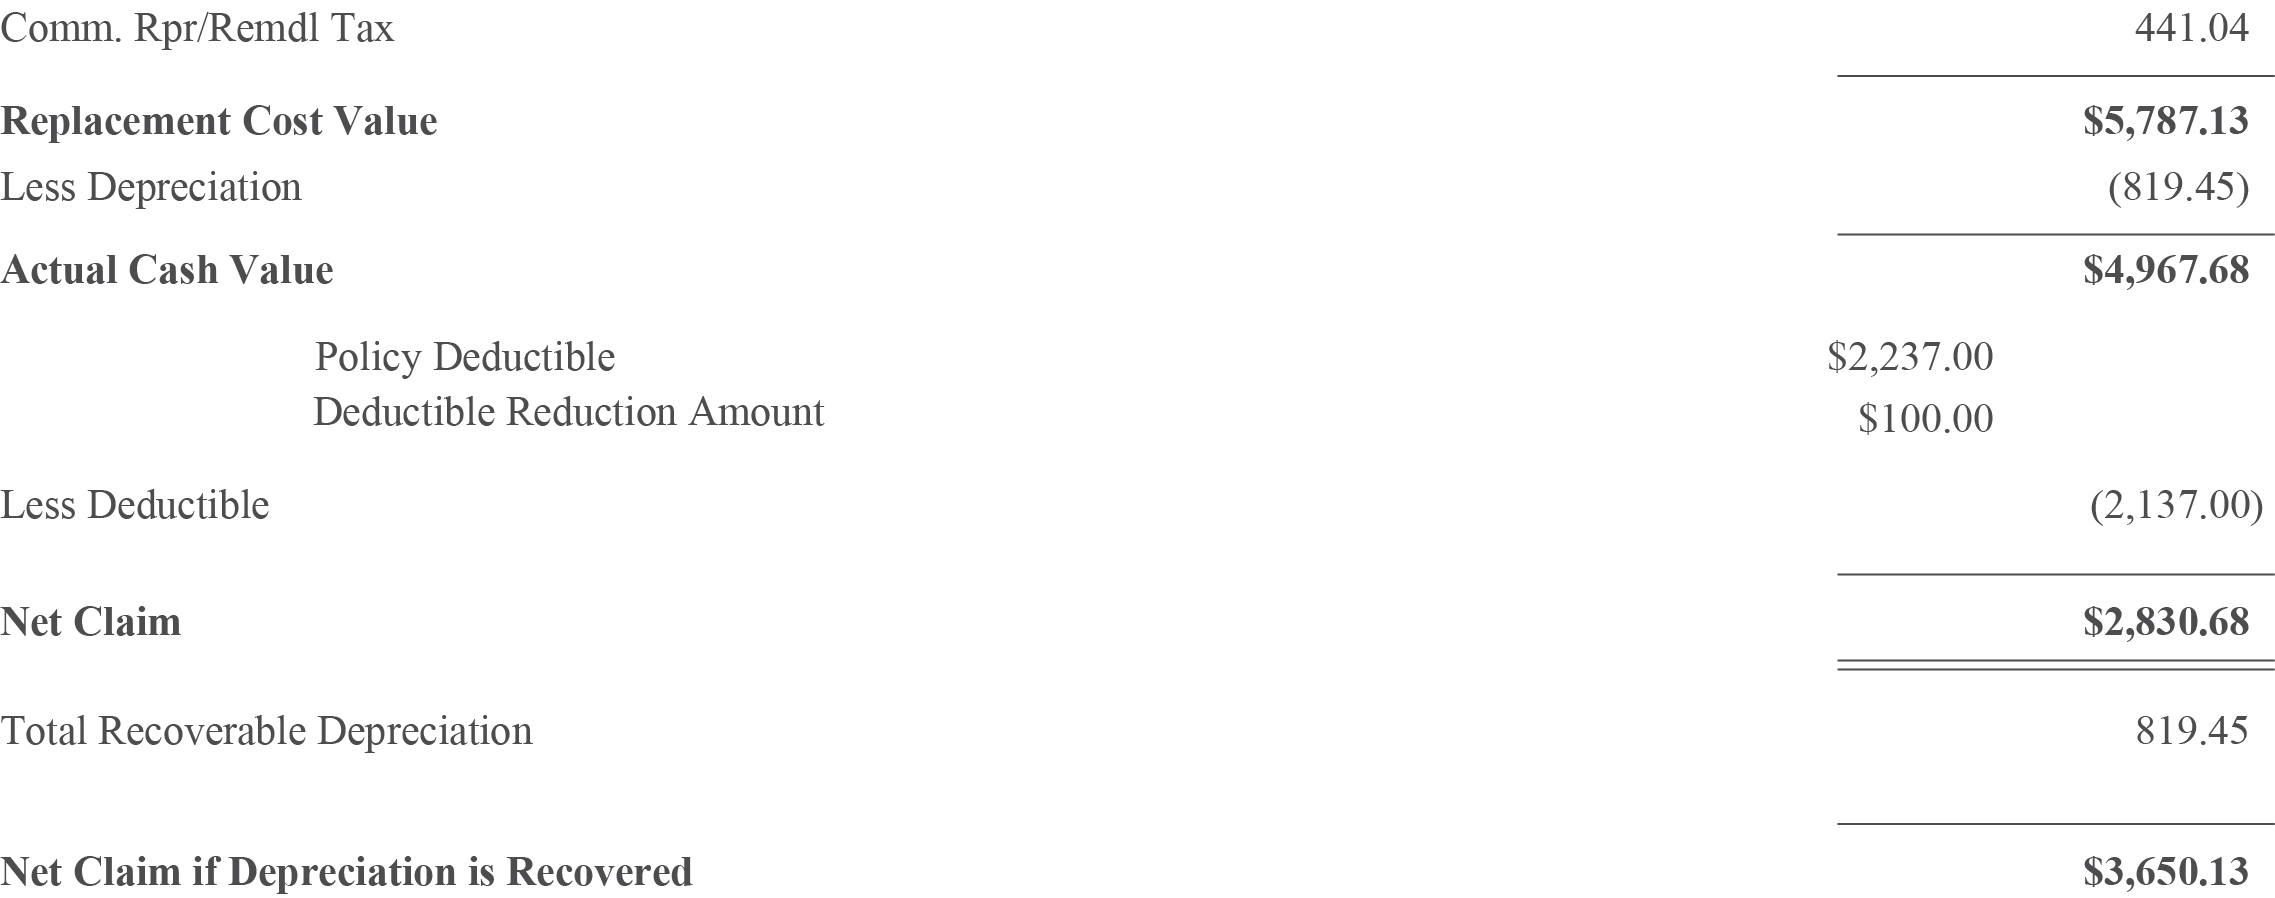 Comm. Rpr/Remdl Tax 441.04
Replacement Cost Value $5,787.13
Less Depreciation (819.45)
Actual Cash Value $4,967.68
Policy Deductible $2,237.00
Deductible Reduction Amount $100.00
Less Deductible (2,137.00)
Net Claim $2,830.68
Total Recoverable Depreciation 819.45
Net Claim if Depreciation is Recovered $3,650.13